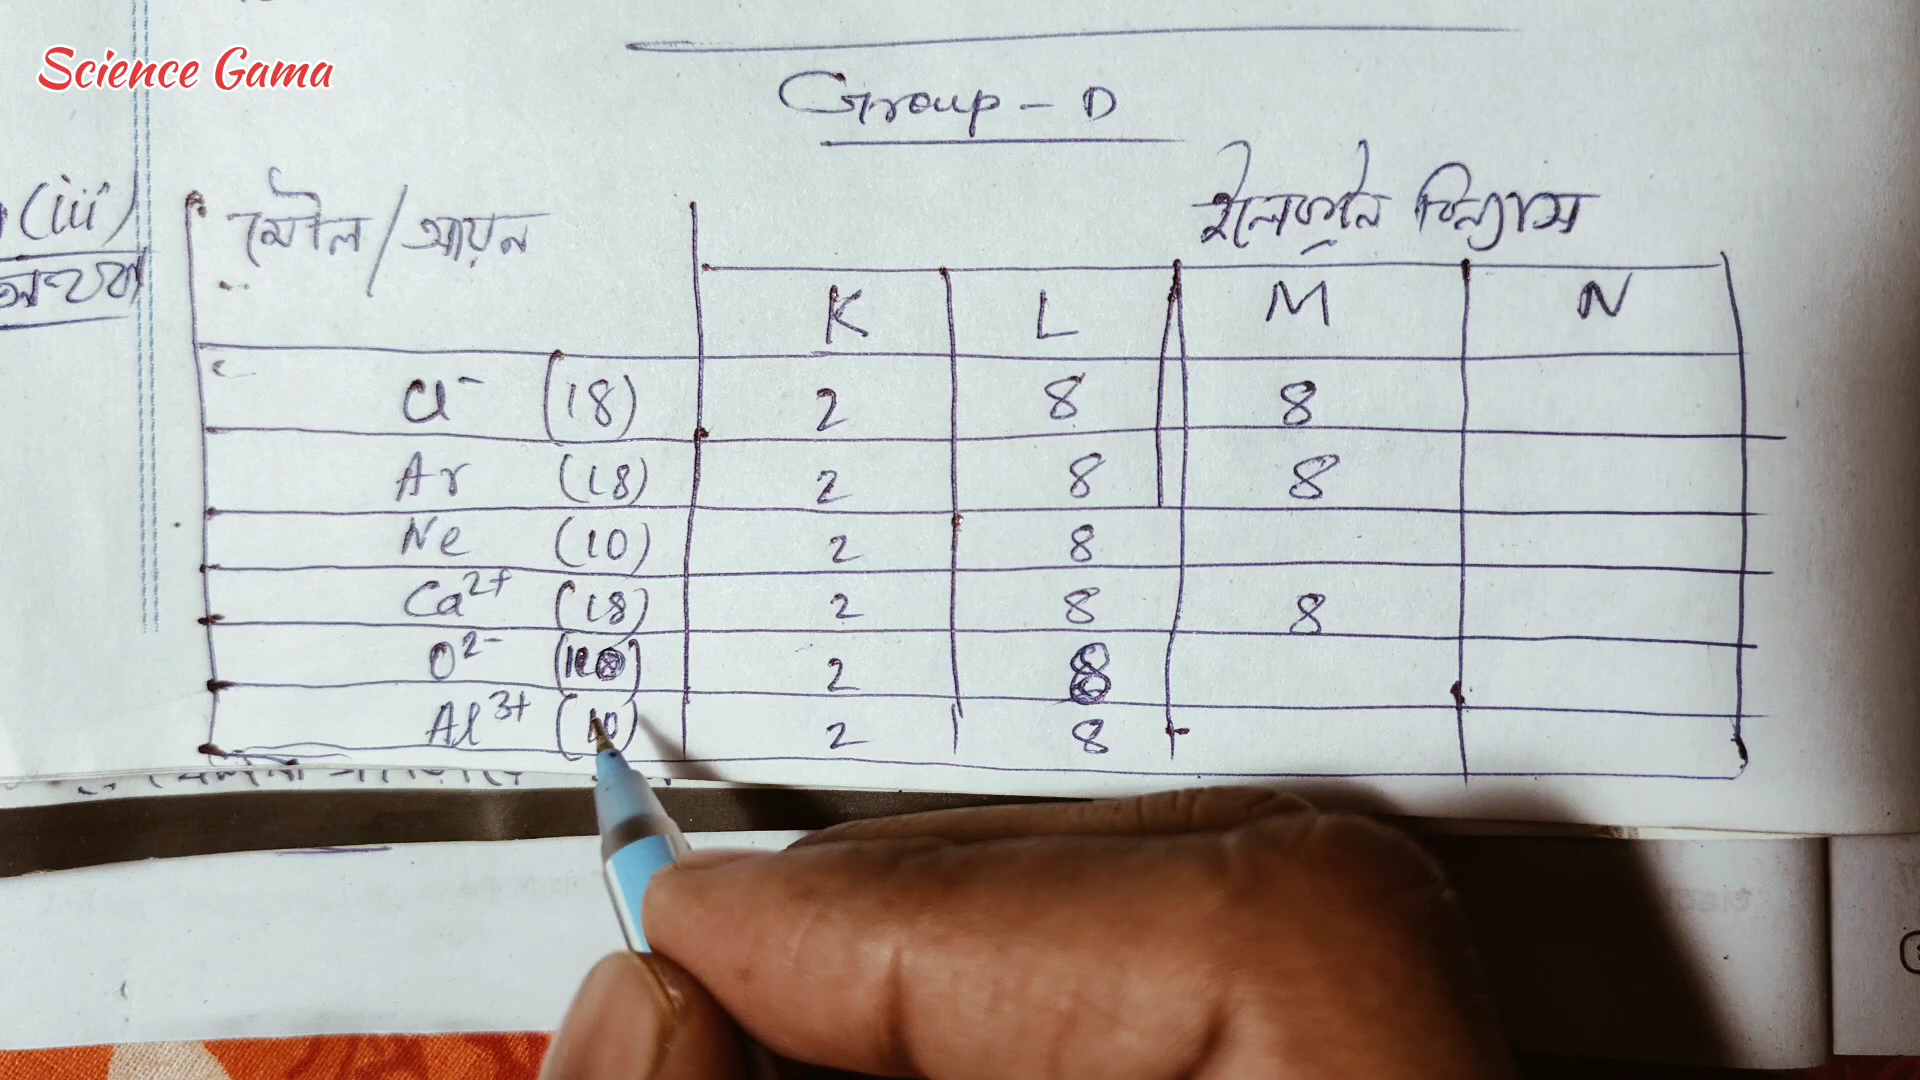 Science Gama
Group - D
(iii)
অথবা
মৌল/আয়ন
ইলেকট্রন বিন্যাস
K L M N
Cl⁻ (18) 2 8 8
Ar (18) 2 8 8
Ne (10) 2 8
Ca²⁺ (18) 2 8 8
O²⁻ 2 8
Al³⁺ (10) 2 8